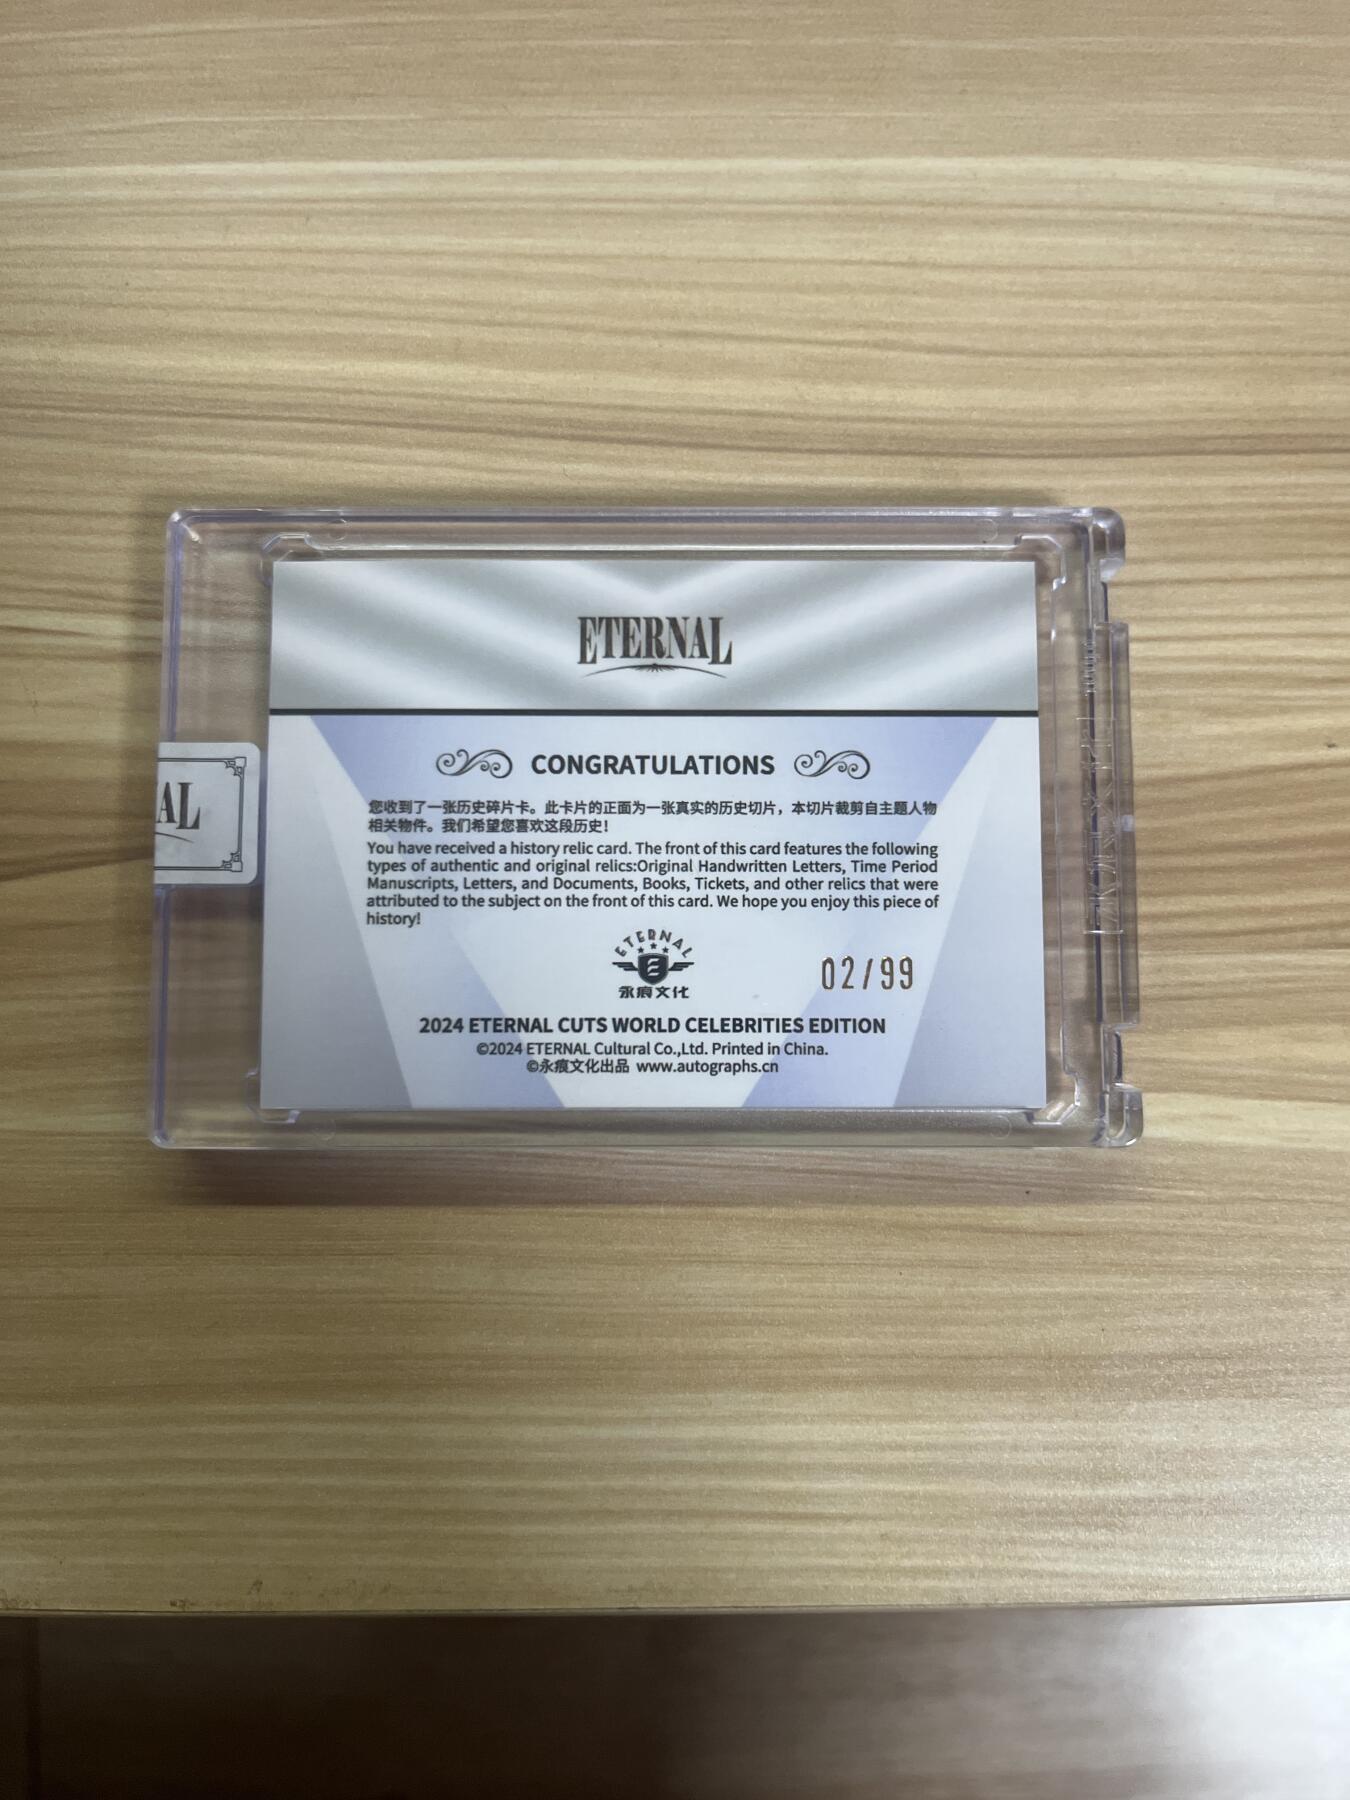 ETERNAL
CONGRATULATIONS
您收到了一张历史碎片卡。此卡片的正面为一张真实的历史切片，本切片裁剪自主题人物
相关物件。我们希望您喜欢这段历史！
You have received a history relic card. The front of this card features the following
types of authentic and original relics:Original Handwritten Letters, Time Period
Manuscripts, Letters, and Documents, Books, Tickets, and other relics that were
attributed to the subject on the front of this card. We hope you enjoy this piece of
history!
ETERNAL
永痕文化
02/99
2024 ETERNAL CUTS WORLD CELEBRITIES EDITION
©2024 ETERNAL Cultural Co.,Ltd. Printed in China.
©永痕文化出品 www.autographs.cn
AL